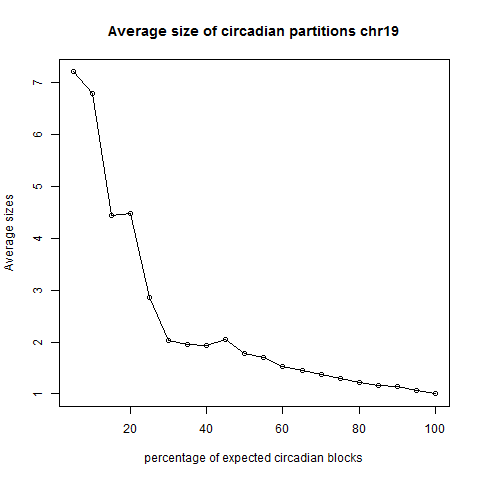 Average size of circadian partitions chr19
Average sizes
7
6
5
4
3
2
1
20 40 60 80 100
percentage of expected circadian blocks